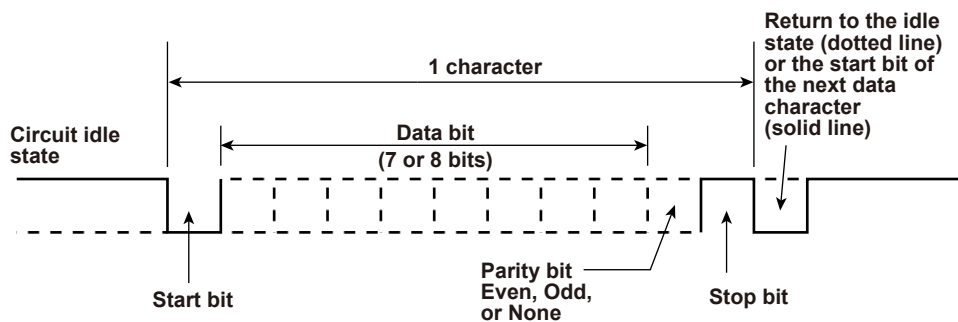 Return to the idle
state (dotted line)
or the start bit of
the next data
character
(solid line)
1 character
Circuit idle
state
Data bit
(7 or 8 bits)
Start bit
Parity bit
Even, Odd,
or None
Stop bit